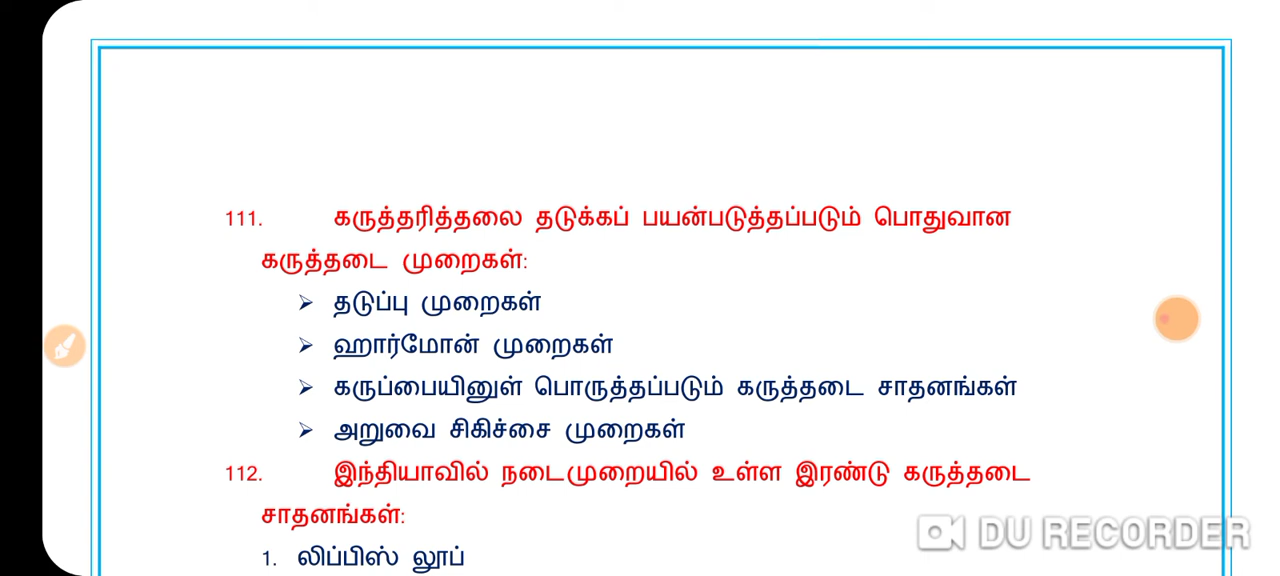 111. கருத்தரித்தலை தடுக்கப் பயன்படுத்தப்படும் பொதுவான
கருத்தடை முறைகள்:
➢ தடுப்பு முறைகள்
➢ ஹார்மோன் முறைகள்
➢ கருப்பையினுள் பொருத்தப்படும் கருத்தடை சாதனங்கள்
➢ அறுவை சிகிச்சை முறைகள்
112. இந்தியாவில் நடைமுறையில் உள்ள இரண்டு கருத்தடை
சாதனங்கள்:
1. லிப்பிஸ் லூப்
DU RECORDER